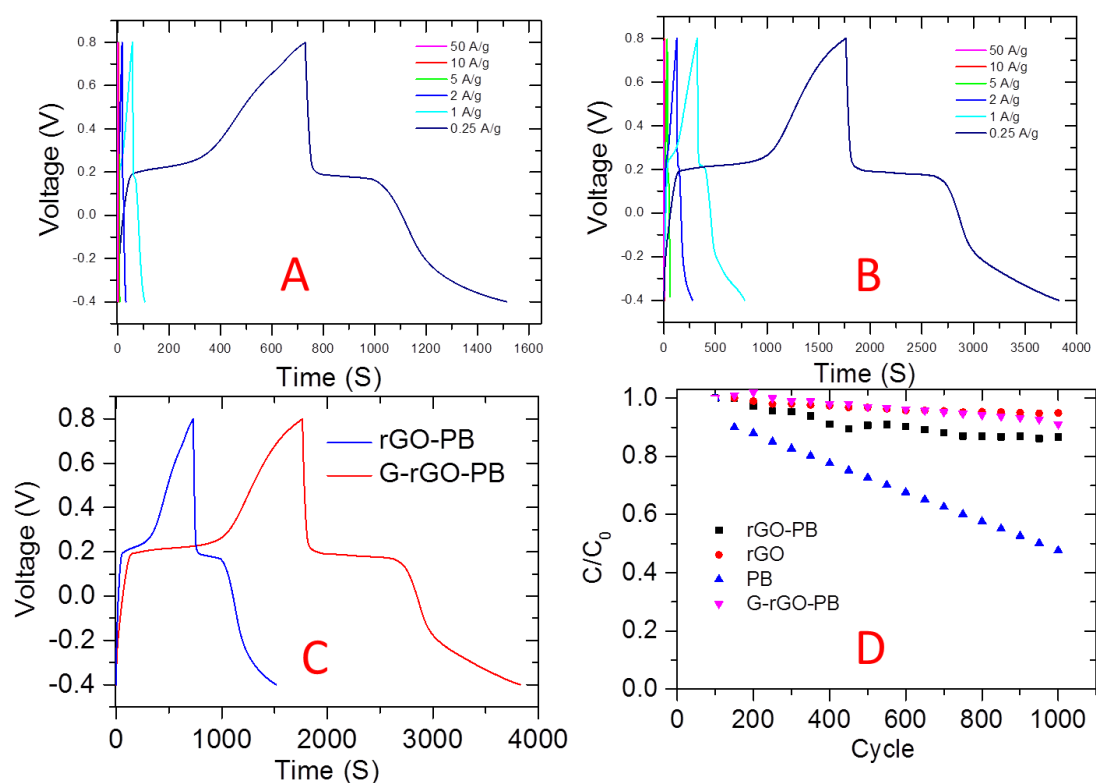 0.8
0.6
0.4
0.2
0.0
-0.2
-0.4
Voltage (V)
50 A/g
10 A/g
5 A/g
2 A/g
1 A/g
0.25 A/g
A
0 200 400 600 800 1000 1200 1400 1600
Time (S)
0.8
0.6
0.4
0.2
0.0
-0.2
-0.4
Voltage (V)
50 A/g
10 A/g
5 A/g
2 A/g
1 A/g
0.25 A/g
B
0 500 1000 1500 2000 2500 3000 3500 4000
Time (S)
0.8
0.6
0.4
0.2
0.0
-0.2
-0.4
Voltage (V)
rGO-PB
G-rGO-PB
C
0 1000 2000 3000 4000
Time (S)
1.0
0.8
0.6
0.4
0.2
0.0
C/C0
rGO-PB
rGO
PB
G-rGO-PB
D
0 200 400 600 800 1000
Cycle